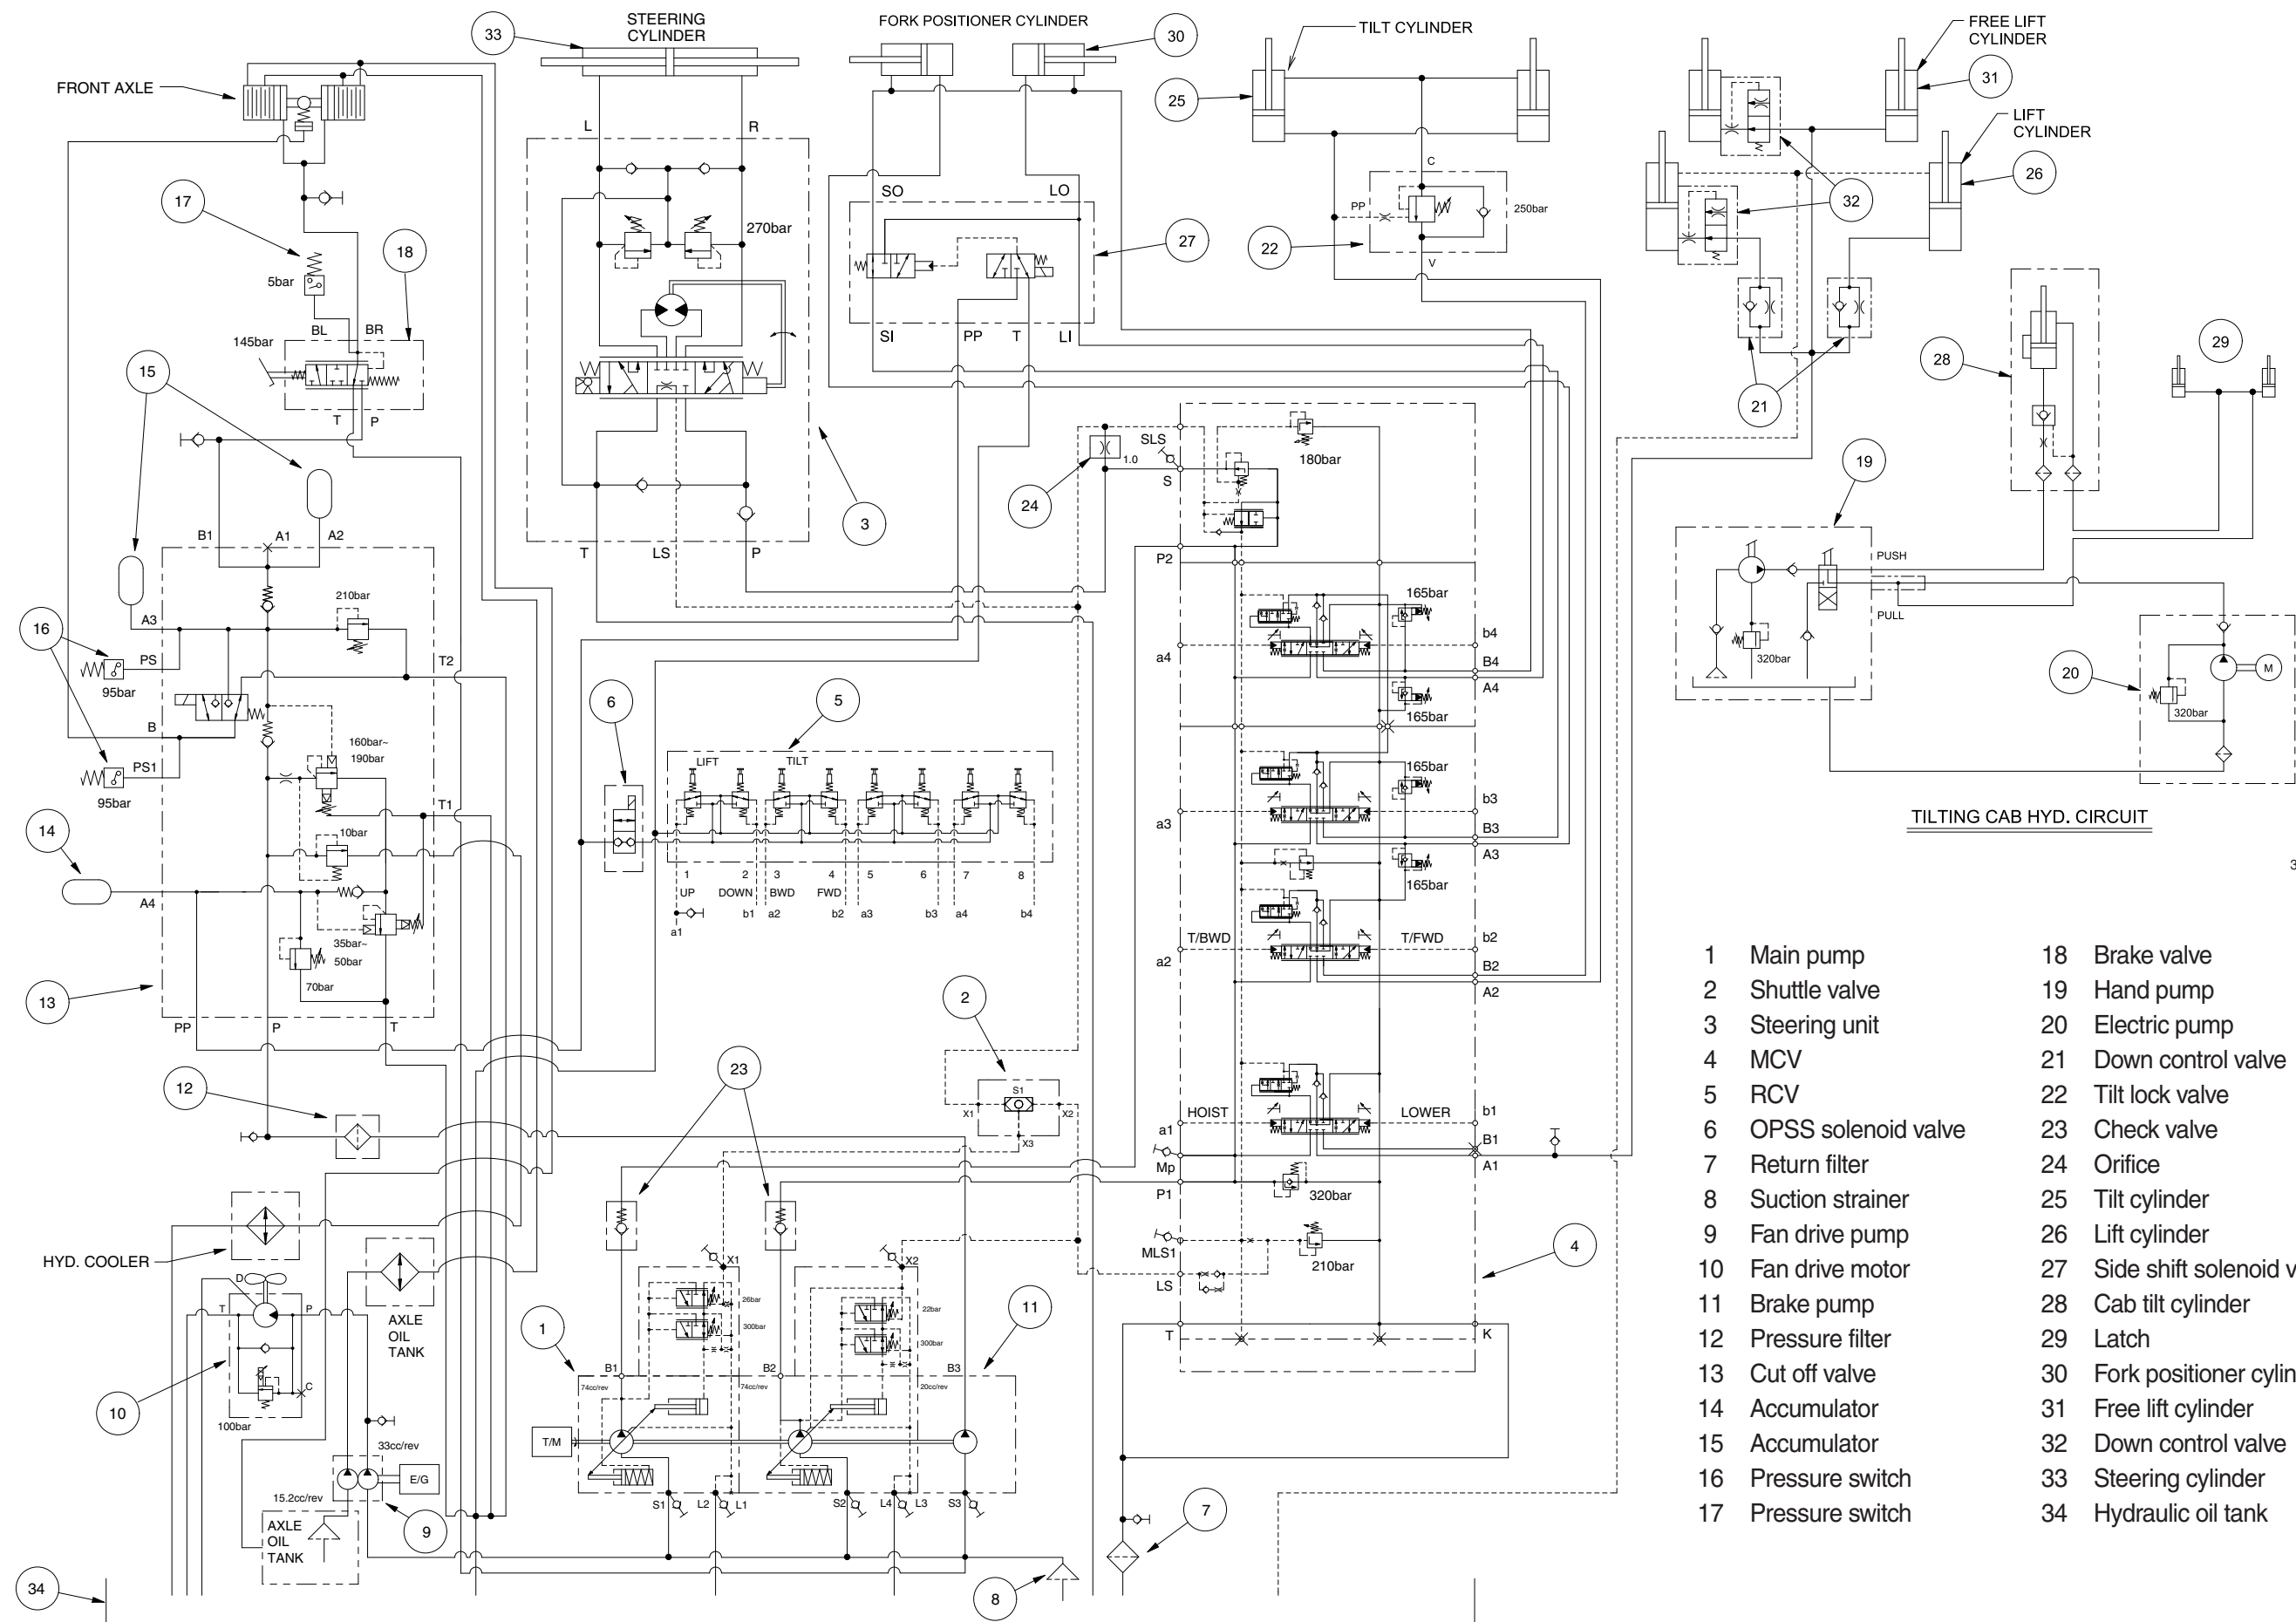 STEERING
CYLINDER
33
FORK POSITIONER CYLINDER
30
TILT CYLINDER
25
FREE LIFT
CYLINDER
31
LIFT
CYLINDER
26
32
FRONT AXLE
L
R
17
5bar
18
BL
BR
145bar
T
P
270bar
SO
LO
27
SI
PP
T
LI
C
PP
250bar
22
V
28
29
21
15
3
T
LS
P
24
1.0
SLS
S
180bar
P2
19
PUSH
PULL
320bar
20
M
320bar
TILTING CAB HYD. CIRCUIT
B1
A1
A2
210bar
A3
16
PS
95bar
T2
B
160bar~
190bar
PS1
95bar
T1
14
10bar
A4
35bar~
50bar
70bar
13
PP
P
T
6
5
LIFT
TILT
1
2
3
4
5
6
7
8
UP
DOWN
BWD
FWD
a1
b1
a2
b2
a3
b3
a4
b4
165bar
b4
a4
B4
A4
165bar
165bar
b3
a3
B3
A3
165bar
T/BWD
T/FWD
b2
a2
B2
A2
HOIST
LOWER
b1
a1
B1
A1
Mp
P1
320bar
MLS1
210bar
LS
4
T
K
2
S1
X1
X2
X3
12
23
HYD. COOLER
D
T
P
C
10
100bar
AXLE
OIL
TANK
33cc/rev
E/G
15.2cc/rev
9
AXLE
OIL
TANK
34
1
X1
26bar
300bar
X2
22bar
300bar
11
B1
B2
B3
74cc/rev
74cc/rev
20cc/rev
T/M
S1
L2
L1
S2
L4
L3
S3
8
7
1 Main pump
2 Shuttle valve
3 Steering unit
4 MCV
5 RCV
6 OPSS solenoid valve
7 Return filter
8 Suction strainer
9 Fan drive pump
10 Fan drive motor
11 Brake pump
12 Pressure filter
13 Cut off valve
14 Accumulator
15 Accumulator
16 Pressure switch
17 Pressure switch
18 Brake valve
19 Hand pump
20 Electric pump
21 Down control valve
22 Tilt lock valve
23 Check valve
24 Orifice
25 Tilt cylinder
26 Lift cylinder
27 Side shift solenoid v
28 Cab tilt cylinder
29 Latch
30 Fork positioner cylin
31 Free lift cylinder
32 Down control valve
33 Steering cylinder
34 Hydraulic oil tank